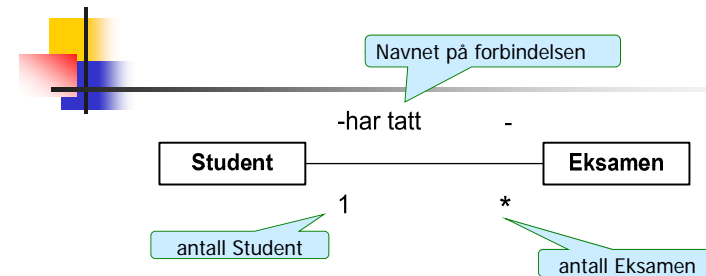 Navnet på forbindelsen
-har tatt -
Student Eksamen
1 *
antall Student
antall Eksamen